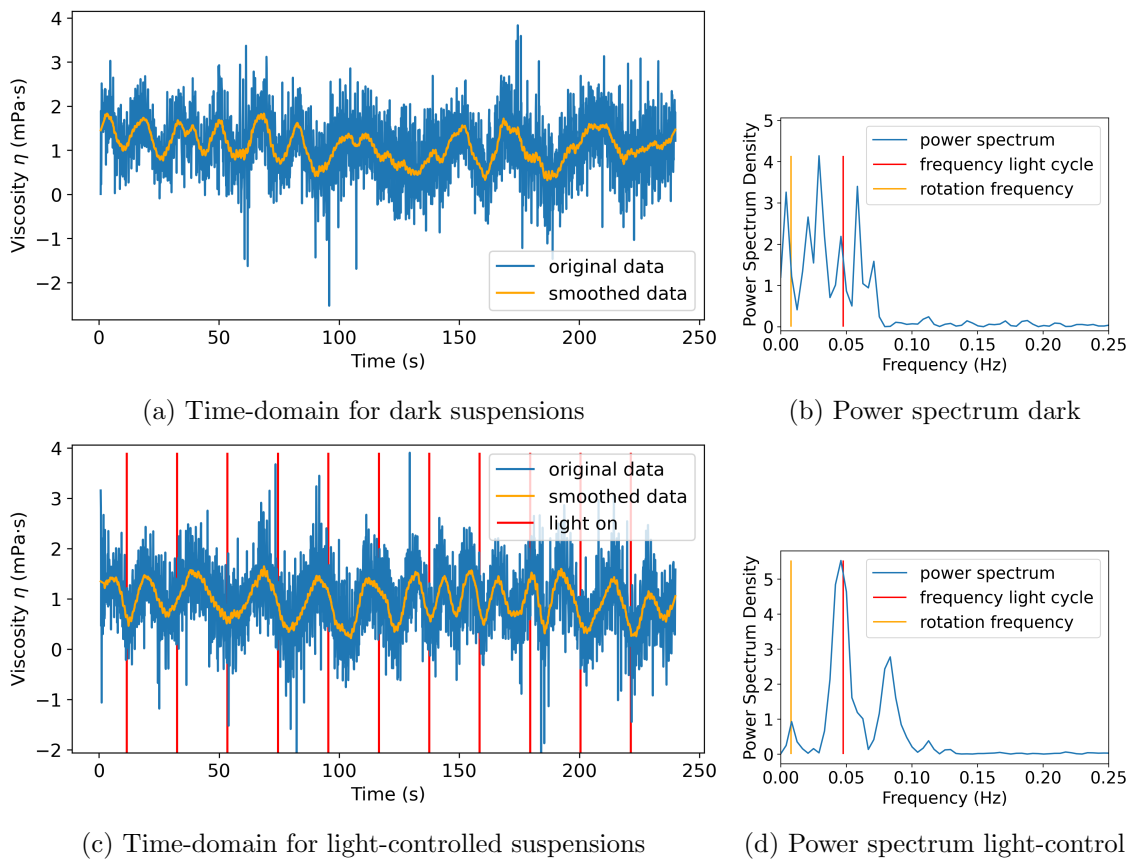 4
3
2
1
0
−1
−2
Viscosity η (mPa·s)
original data
smoothed data
0 50 100 150 200 250
Time (s)
(a) Time-domain for dark suspensions
5
4
3
2
1
0
Power Spectrum Density
power spectrum
frequency light cycle
rotation frequency
0.00 0.05 0.10 0.15 0.20 0.25
Frequency (Hz)
(b) Power spectrum dark
4
3
2
1
0
−1
−2
Viscosity η (mPa·s)
original data
smoothed data
light on
0 50 100 150 200 250
Time (s)
(c) Time-domain for light-controlled suspensions
5
4
3
2
1
0
Power Spectrum Density
power spectrum
frequency light cycle
rotation frequency
0.00 0.05 0.10 0.15 0.20 0.25
Frequency (Hz)
(d) Power spectrum light-control